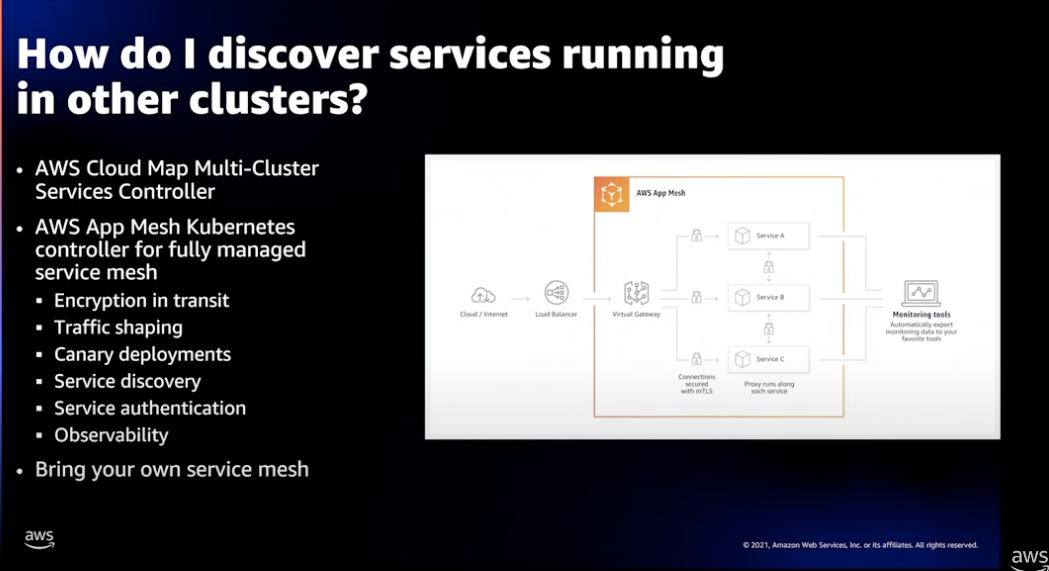 How do I discover services running
in other clusters?
• AWS Cloud Map Multi-Cluster
Services Controller
• AWS App Mesh Kubernetes
controller for fully managed
service mesh
▪ Encryption in transit
▪ Traffic shaping
▪ Canary deployments
▪ Service discovery
▪ Service authentication
▪ Observability
• Bring your own service mesh
AWS App Mesh
Cloud / Internet
Load Balancer
Virtual Gateway
Service A
Service B
Service C
Connections
secured
with mTLS
Proxy runs along
each service
Monitoring tools
Automatically export
monitoring data to your
favorite tools
aws
© 2021, Amazon Web Services, Inc. or its affiliates. All rights reserved.
aws